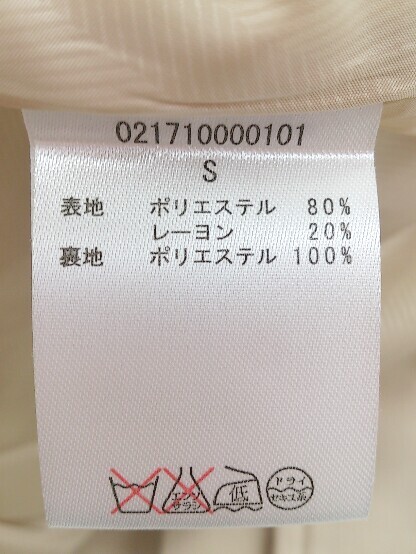 021710000101
S
表地 ポリエステル 80%
レーヨン 20%
裏地 ポリエステル 100%
エンソ サラシ 低 ドライ セキユ系